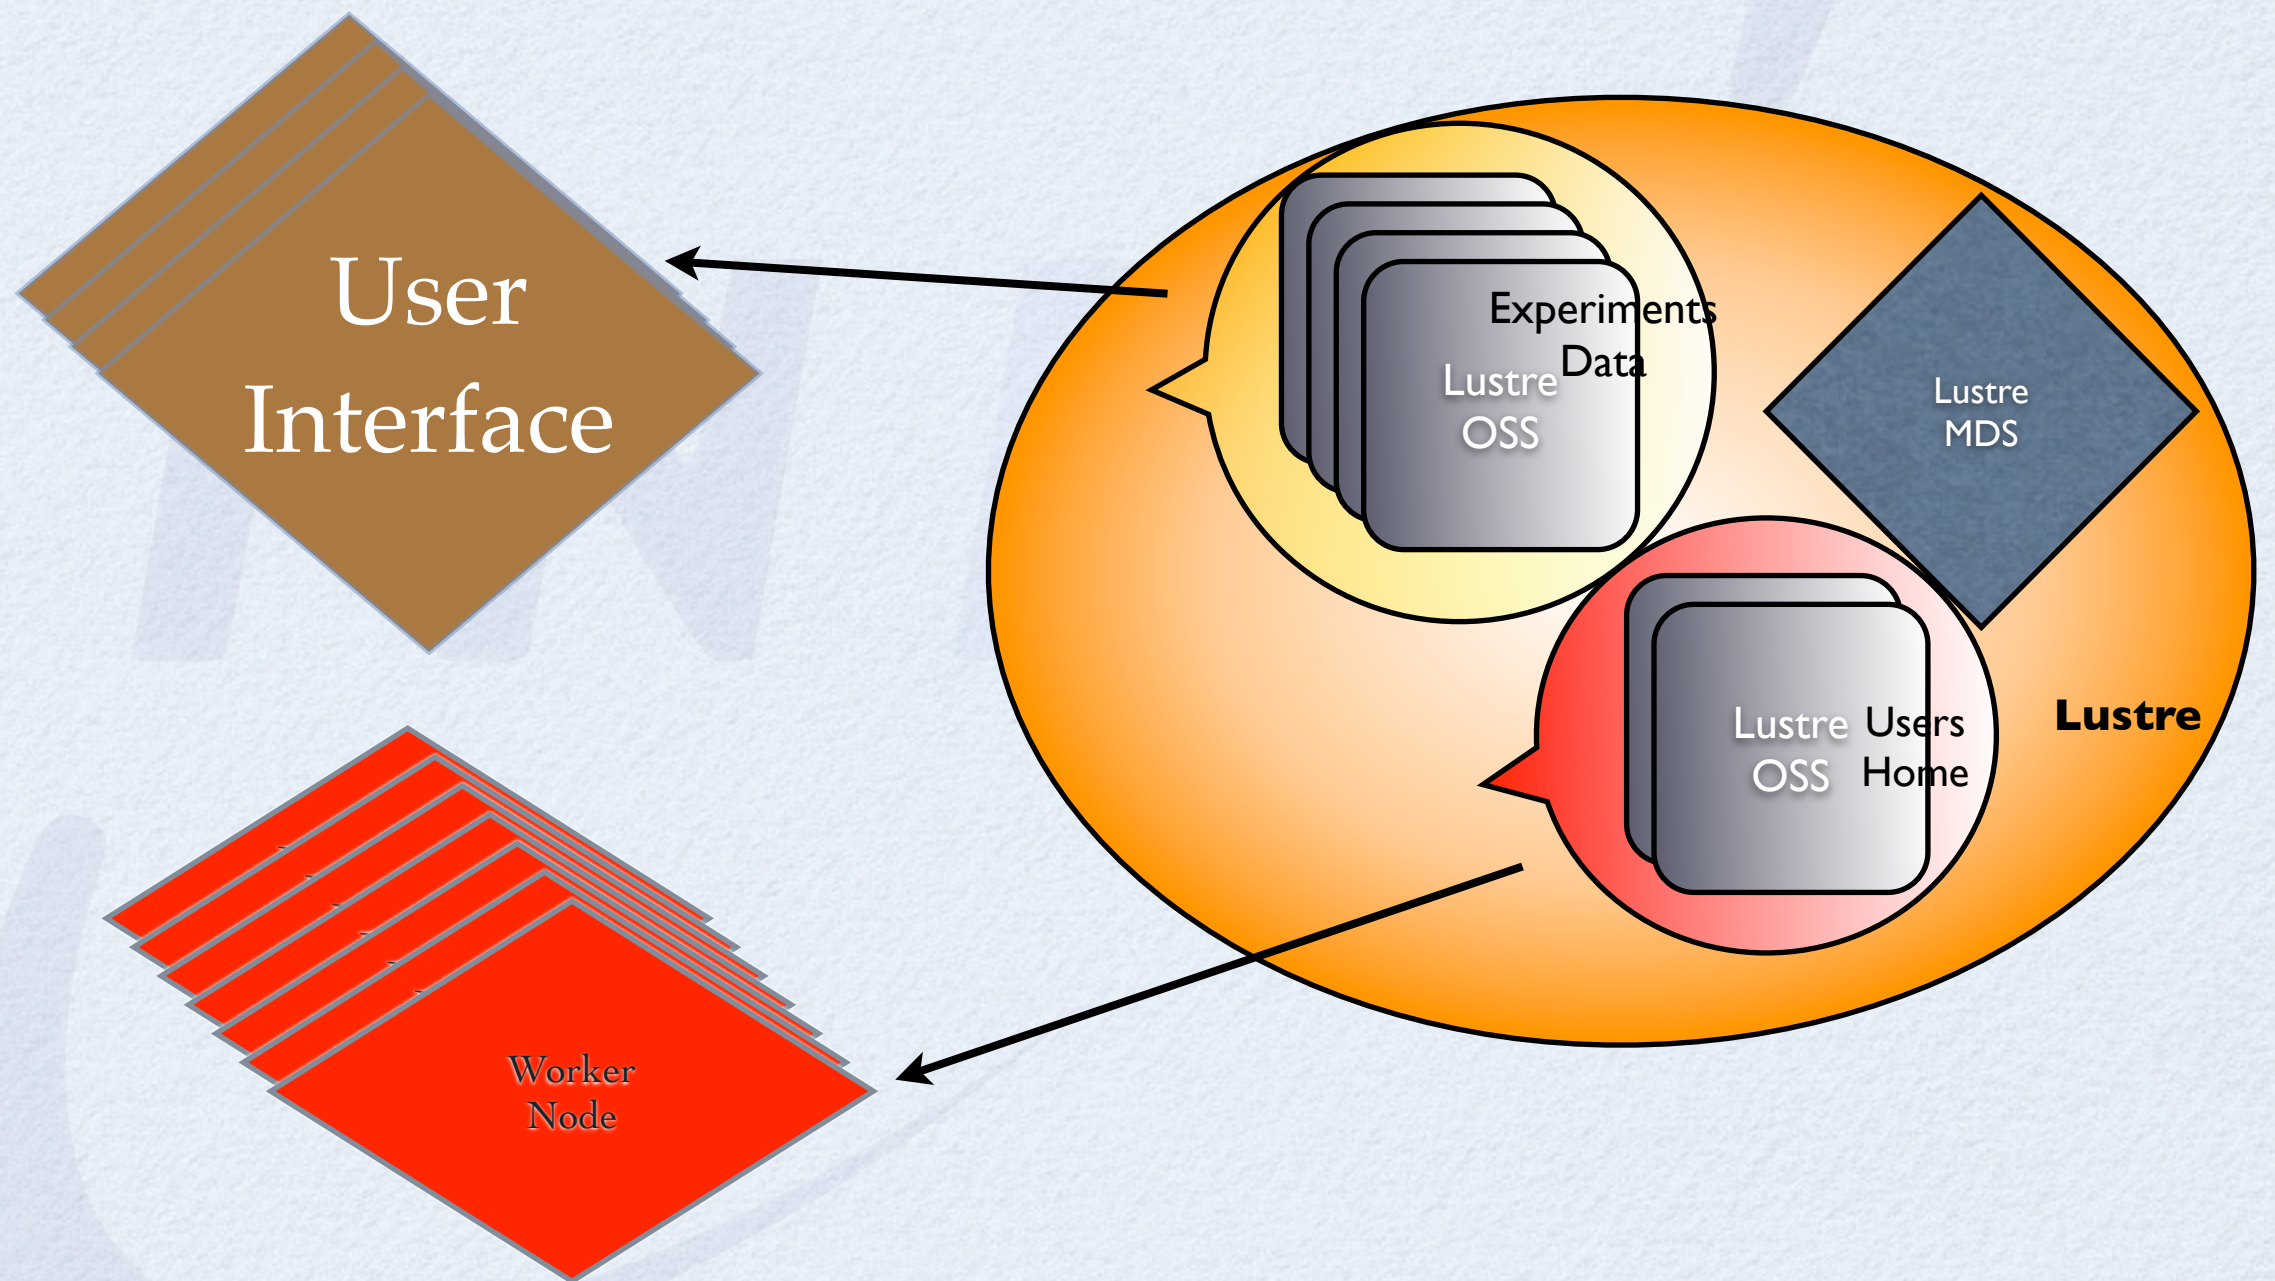 User
Interface
Experiments
Data
Lustre
OSS
Lustre
MDS
Lustre
OSS
Users
Home
Lustre
Worker
Node